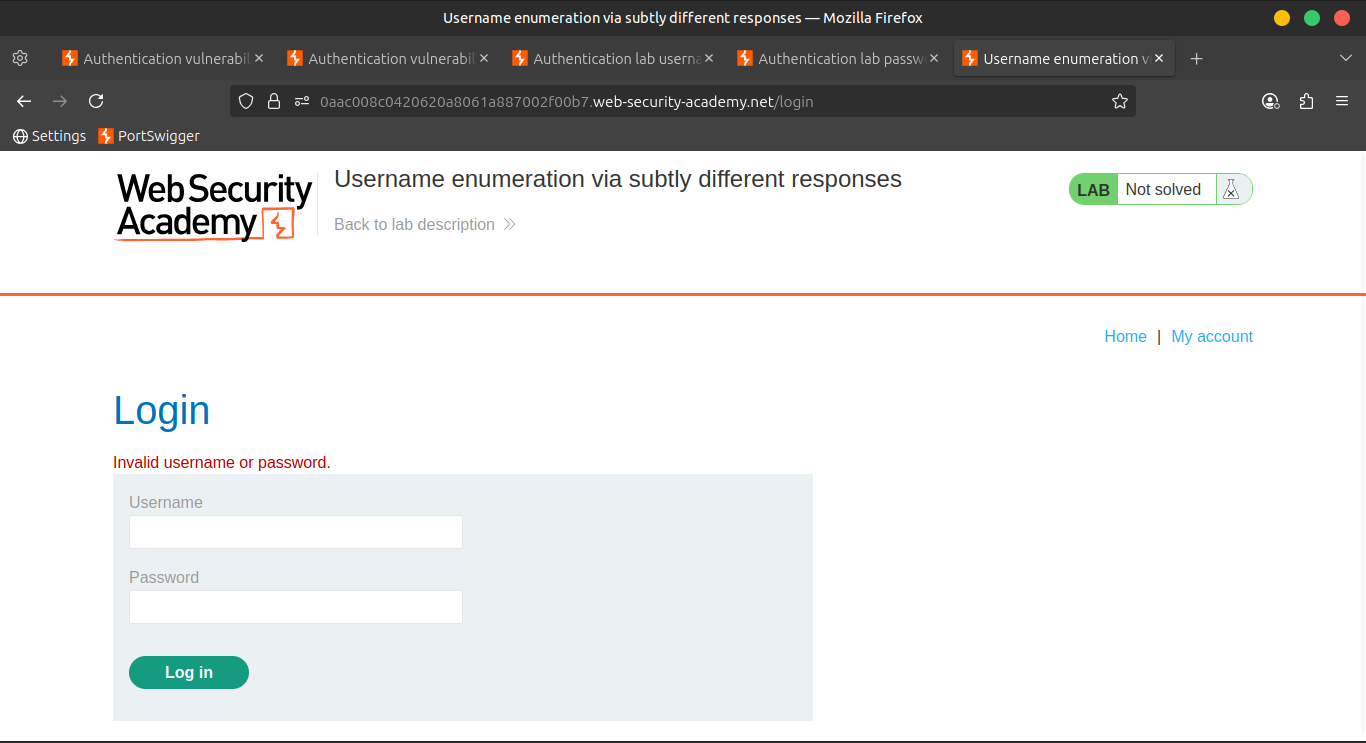 Username enumeration via subtly different responses — Mozilla Firefox
Authentication vulnerabil
Authentication vulnerabil
Authentication lab userna
Authentication lab passw
Username enumeration v
0aac008c0420620a8061a887002f00b7.web-security-academy.net/login
Settings PortSwigger
Web Security
Academy
Username enumeration via subtly different responses
Back to lab description
LAB Not solved
Home | My account
Login
Invalid username or password.
Username
Password
Log in